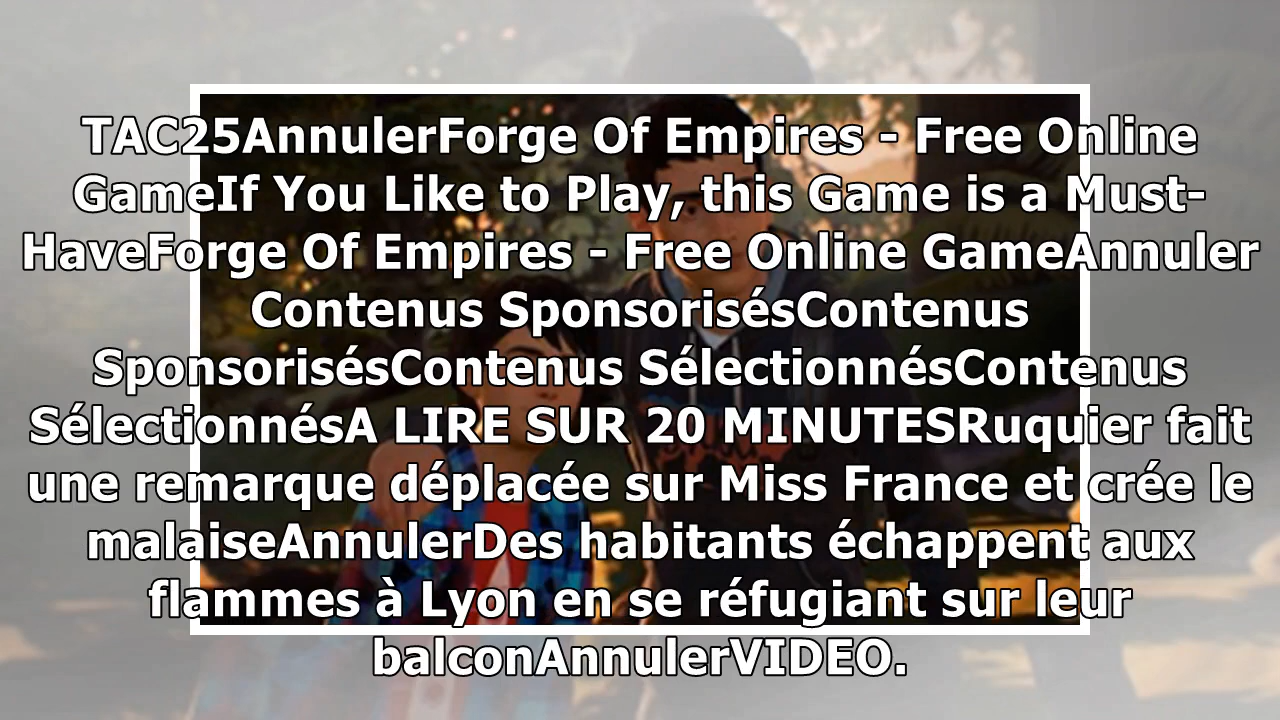 TAC25AnnulerForge Of Empires - Free Online
GameIf You Like to Play, this Game is a Must-
HaveForge Of Empires - Free Online GameAnnuler
Contenus SponsorisésContenus
SponsorisésContenus SélectionnésContenus
SélectionnésA LIRE SUR 20 MINUTESRuquier fait
une remarque déplacée sur Miss France et crée le
malaiseAnnulerDes habitants échappent aux
flammes à Lyon en se réfugiant sur leur
balconAnnulerVIDEO.